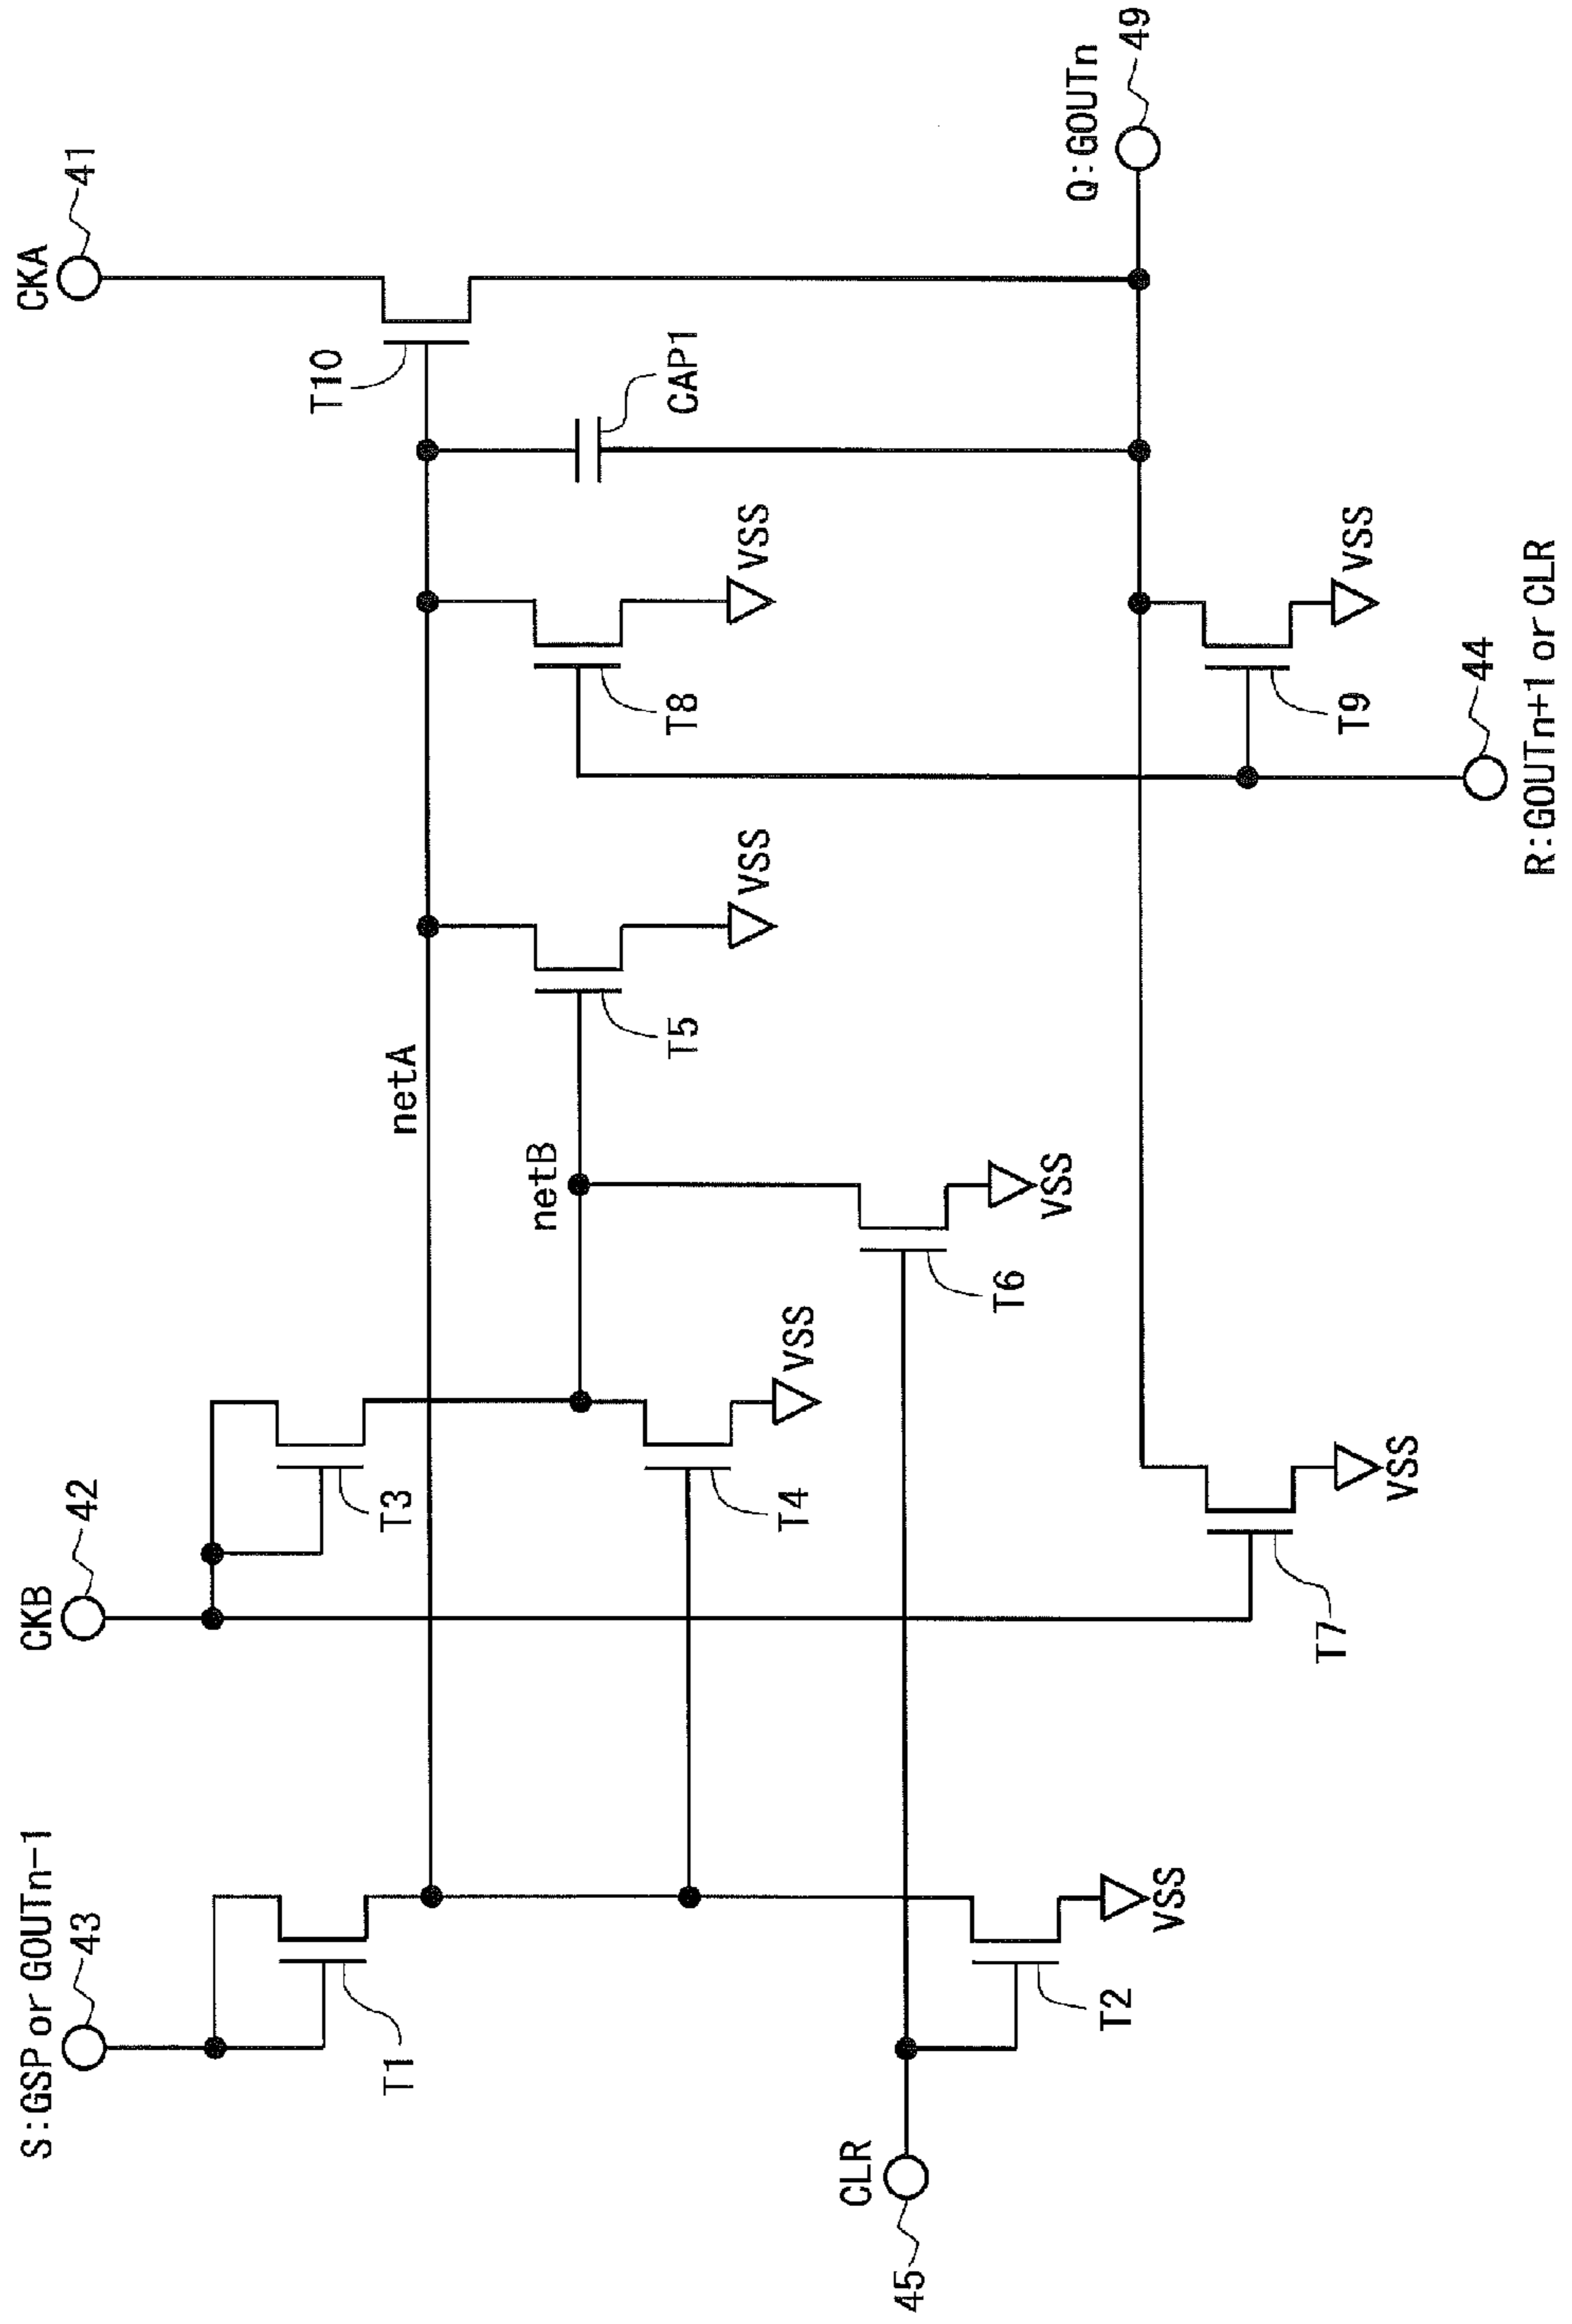 S:GSP or GOUTn-1
43
CKB
42
CKA
41
T1
T3
T10
netA
netB
CAP1
T4
T5
T8
VSS
VSS
VSS
CLR
45
T2
T6
VSS
VSS
Q:GOUTn
49
T7
T9
VSS
VSS
44
R:GOUTn+1 or CLR